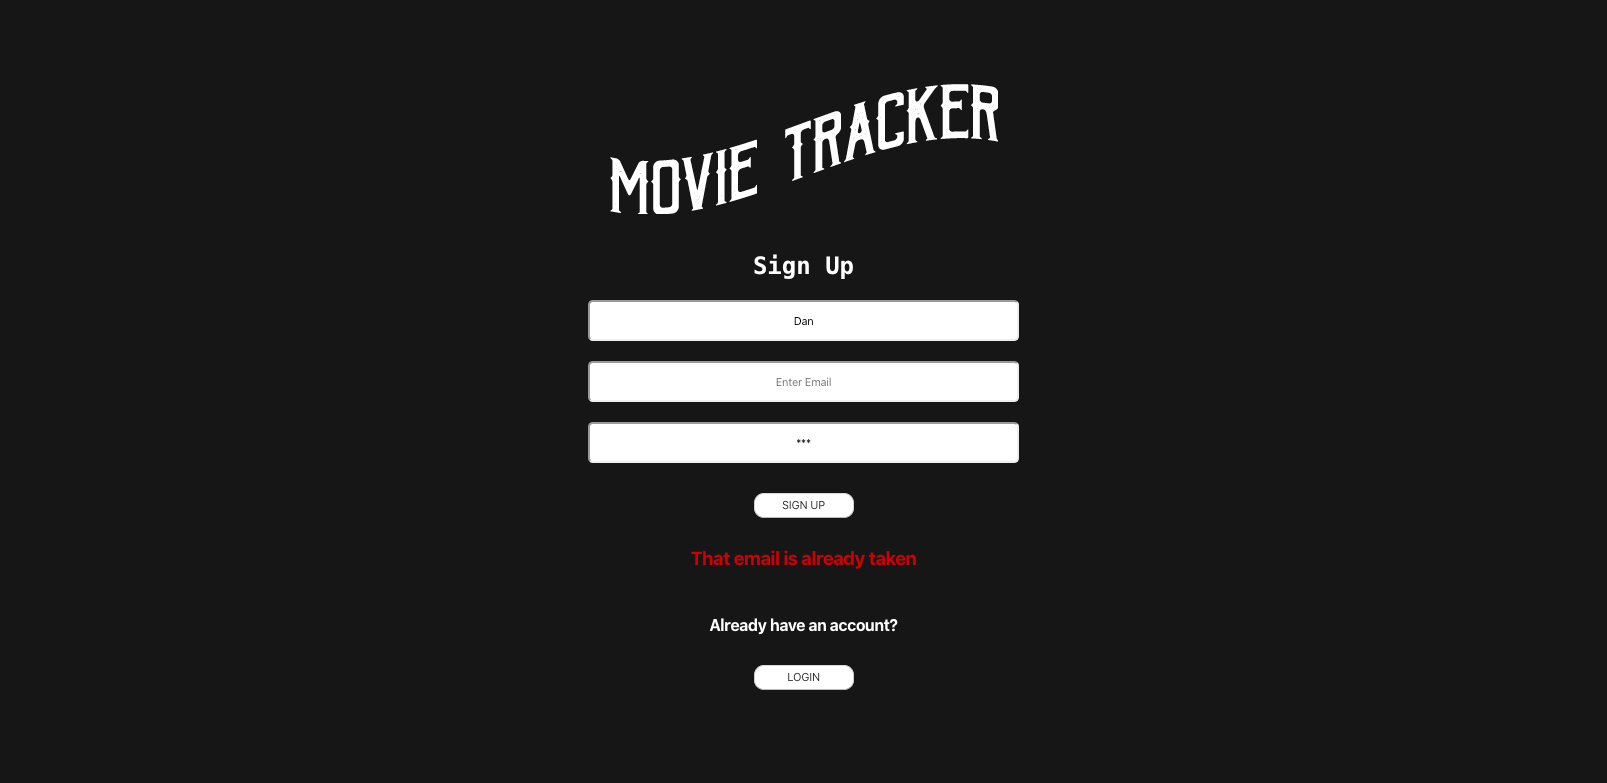 MOVIE TRACKER
Sign Up
Dan
Enter Email
***
SIGN UP
That email is already taken
Already have an account?
LOGIN